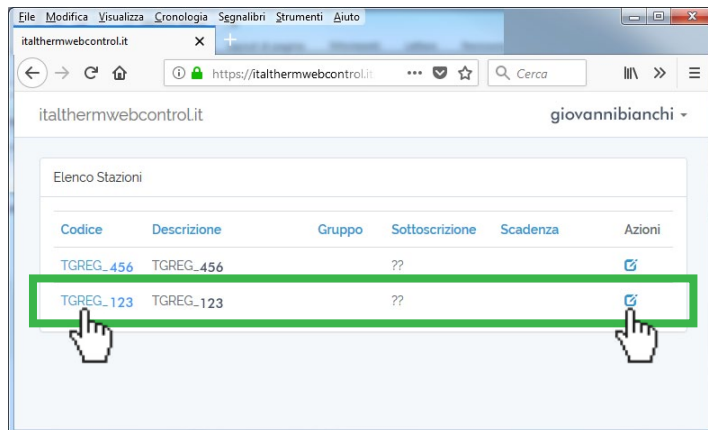 File Modifica Visualizza Cronologia Segnalibri Strumenti Aiuto
italthermwebcontrol.it
https://italthermwebcontrol.it
Cerca
italthermwebcontrol.it giovannibianchi
Elenco Stazioni
Codice Descrizione Gruppo Sottoscrizione Scadenza Azioni
TGREG_456 TGREG_456 ??
TGREG_123 TGREG_123 ??